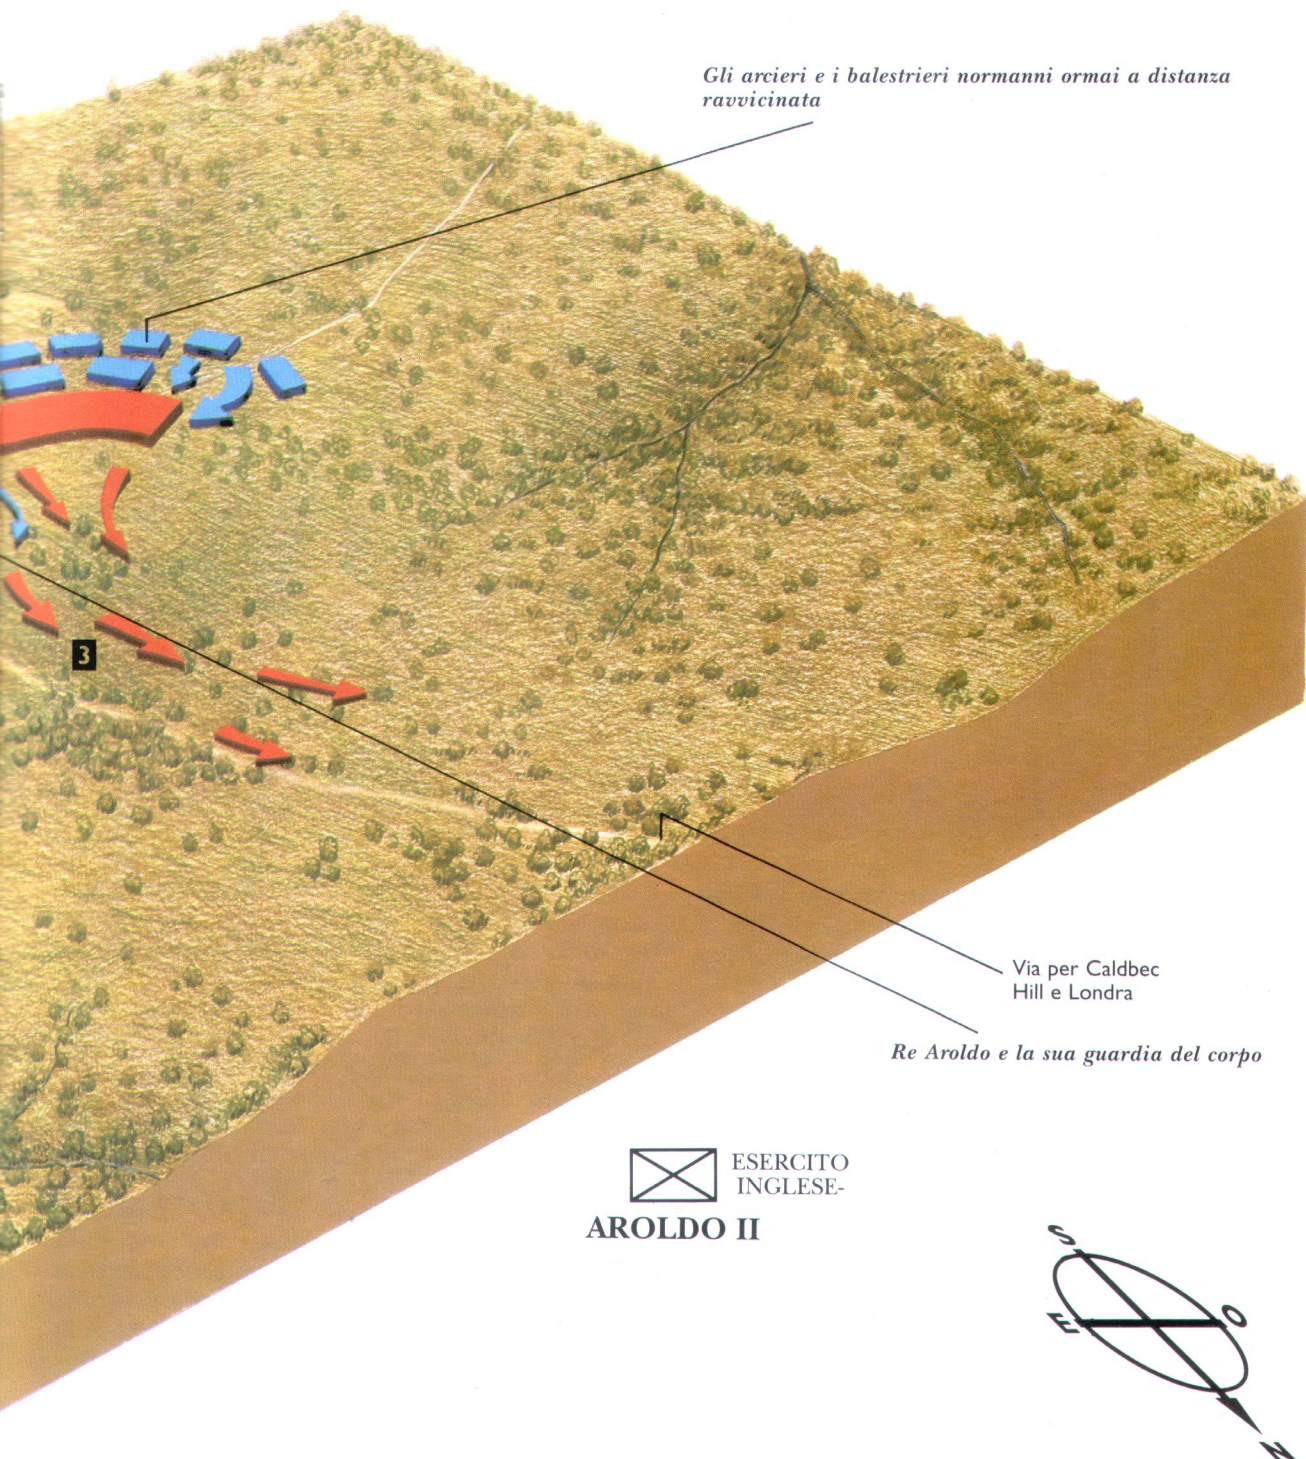 Gli arcieri e i balestrieri normanni ormai a distanza
ravvicinata
3
Via per Caldbec
Hill e Londra
Re Aroldo e la sua guardia del corpo
ESERCITO
INGLESE-
AROLDO II
S
O
E
N